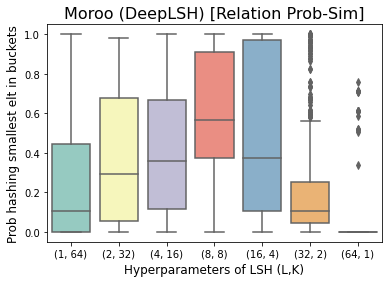 Moroo (DeepLSH) [Relation Prob-Sim]
Prob hashing smallest elt in buckets
1.0
0.8
0.6
0.4
0.2
0.0
(1, 64) (2, 32) (4, 16) (8, 8) (16, 4) (32, 2) (64, 1)
Hyperparameters of LSH (L,K)